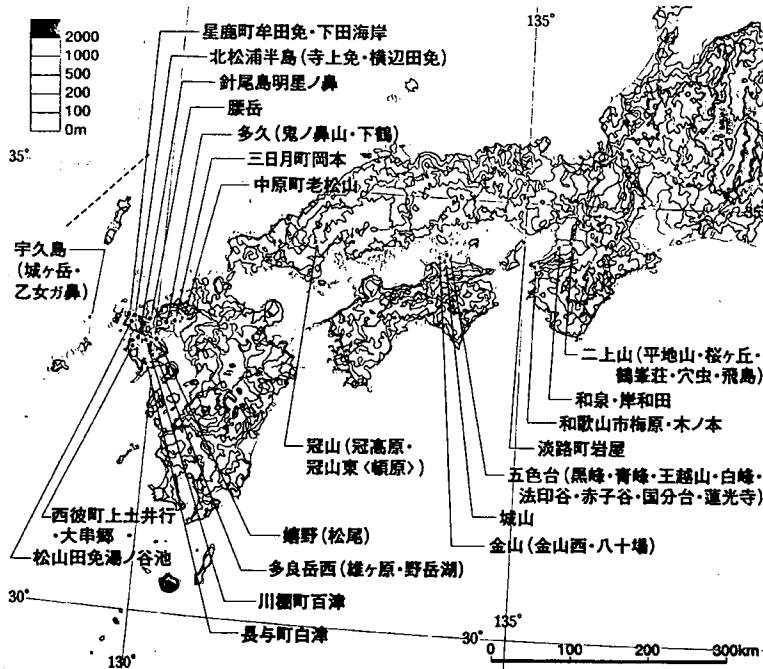 2000
1000
500
200
100
0m
135°
星鹿町牟田免・下田海岸
北松浦半島（寺上免・横辺田免）
針尾島明星ノ鼻
腰岳
多久（鬼ノ鼻山・下鶴）
三日月町岡本
中原町老松山
35°
35°
宇久島
（城ヶ岳・
乙女ガ鼻）
二上山（平地山・桜ヶ丘・
鶴峯荘・穴虫・飛島）
和泉・岸和田
和歌山市梅原・木ノ本
淡路町岩屋
冠山（冠高原・
冠山東〈頓原〉）
五色台（黒峰・青峰・王越山・白峰・
法印谷・赤子谷・国分台・蓮光寺）
城山
金山（金山西・八十場）
西彼町上土井行
・大串郷
松山田免湯ノ谷池
嬉野（松尾）
多良岳西（雄ヶ原・野岳湖）
川棚町百津
長与町白津
30°
130°
30°
135°
0 100 200 300km